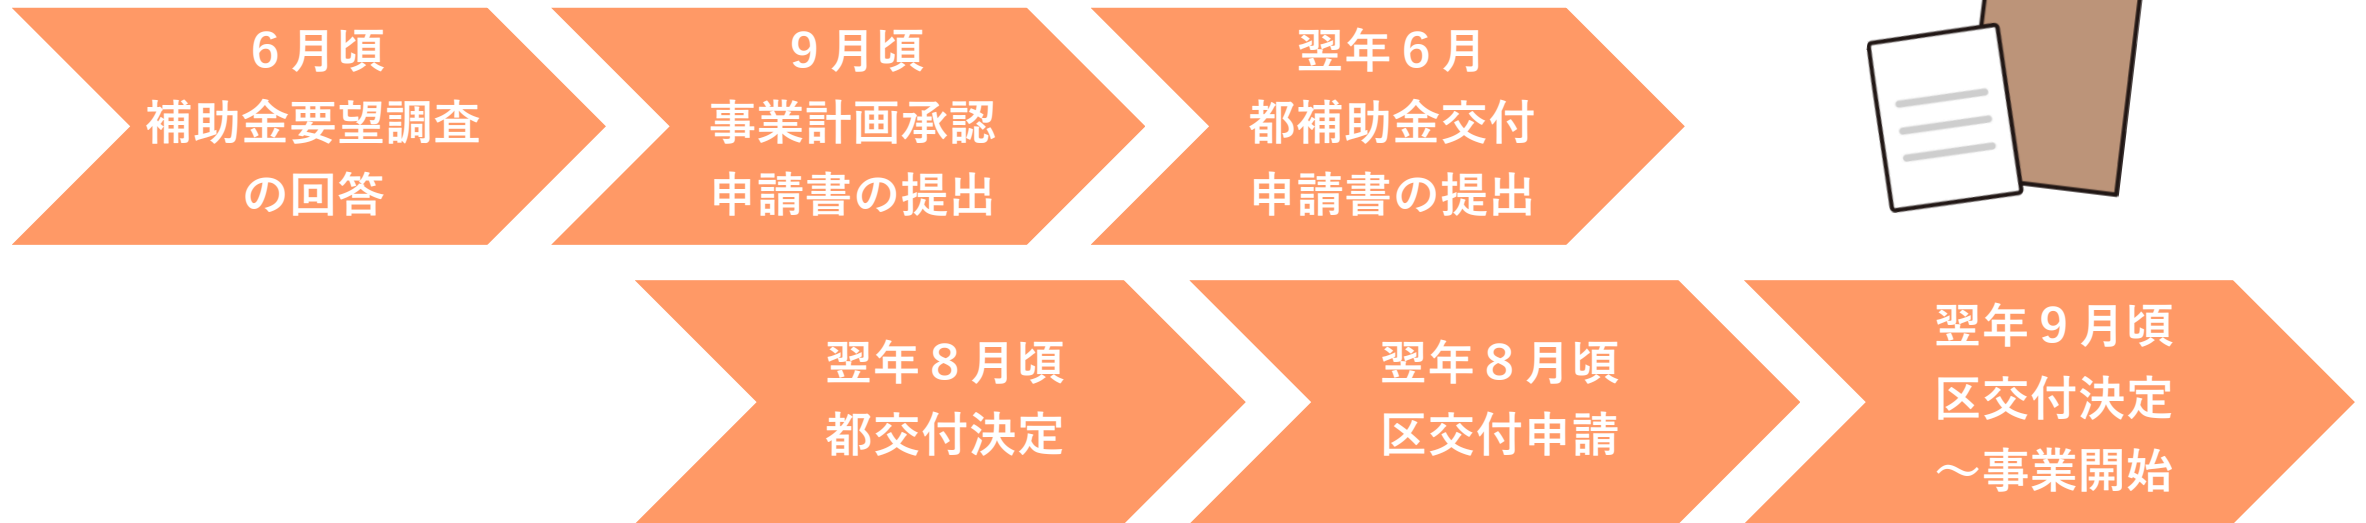 6月頃
補助金要望調査
の回答
9月頃
事業計画承認
申請書の提出
翌年6月
都補助金交付
申請書の提出
翌年8月頃
都交付決定
翌年8月頃
区交付申請
翌年9月頃
区交付決定
～事業開始